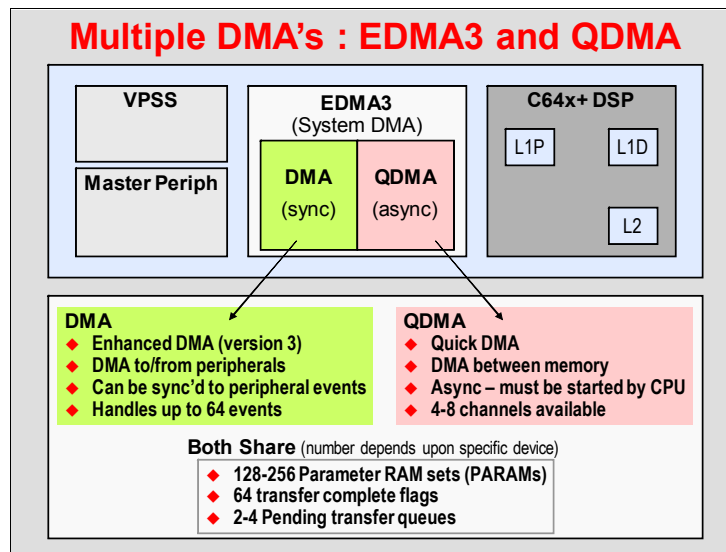 Multiple DMA's : EDMA3 and QDMA
VPSS
Master Periph
EDMA3
(System DMA)
DMA
(sync)
QDMA
(async)
C64x+ DSP
L1P
L1D
L2
DMA
◆ Enhanced DMA (version 3)
◆ DMA to/from peripherals
◆ Can be sync'd to peripheral events
◆ Handles up to 64 events
QDMA
◆ Quick DMA
◆ DMA between memory
◆ Async – must be started by CPU
◆ 4-8 channels available
Both Share (number depends upon specific device)
◆ 128-256 Parameter RAM sets (PARAMs)
◆ 64 transfer complete flags
◆ 2-4 Pending transfer queues